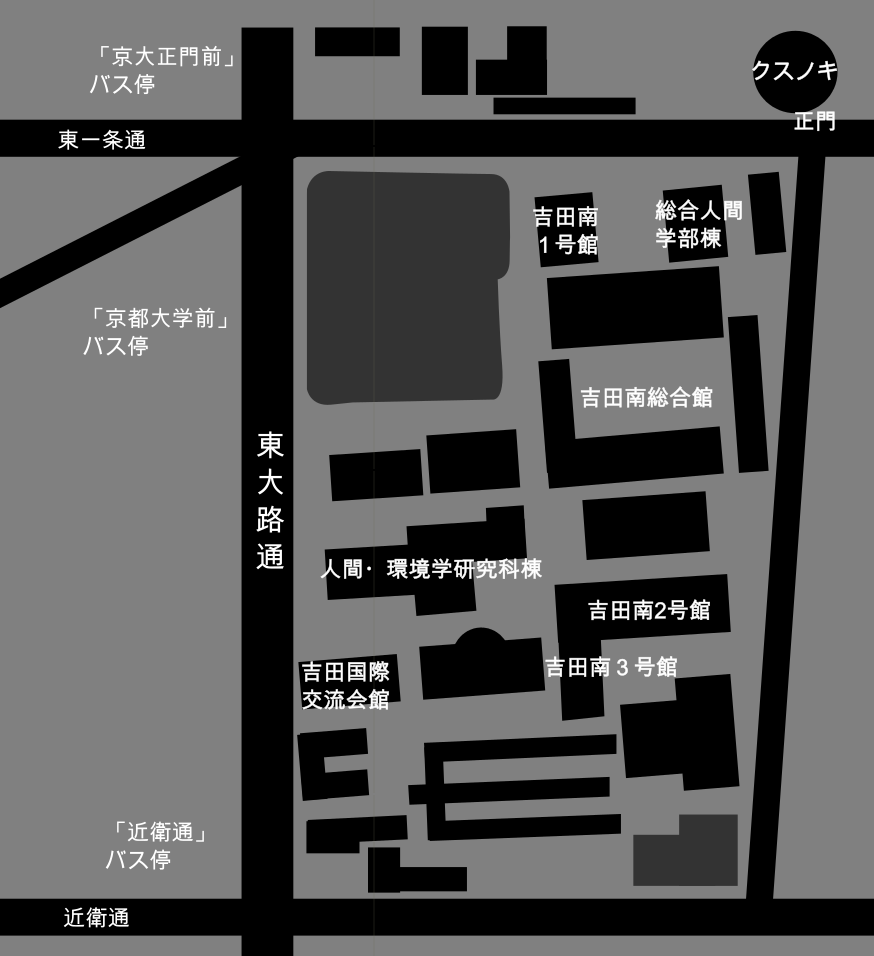 「京大正門前」
バス停
クスノキ
正門
東一条通
吉田南
1号館
総合人間
学部棟
「京都大学前」
バス停
吉田南総合館
東大路通
人間・環境学研究科棟
吉田南2号館
吉田南３号館
吉田国際
交流会館
「近衛通」
バス停
近衛通